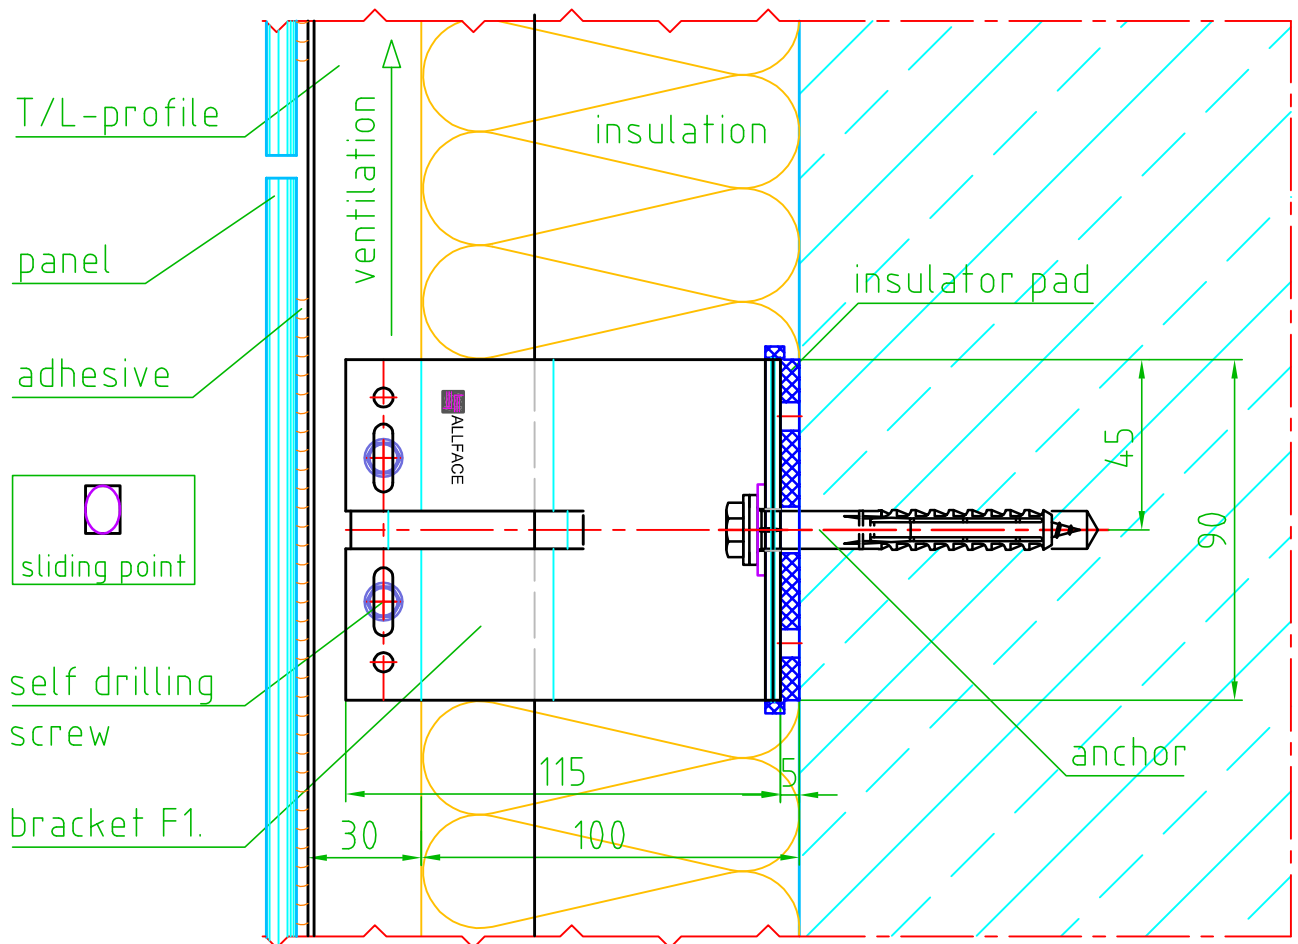 T/L-profile
panel
adhesive
sliding point
self drilling
screw
bracket F1.
ventilation
insulation
ALLFACE
insulator pad
45
90
anchor
115
5
30
100